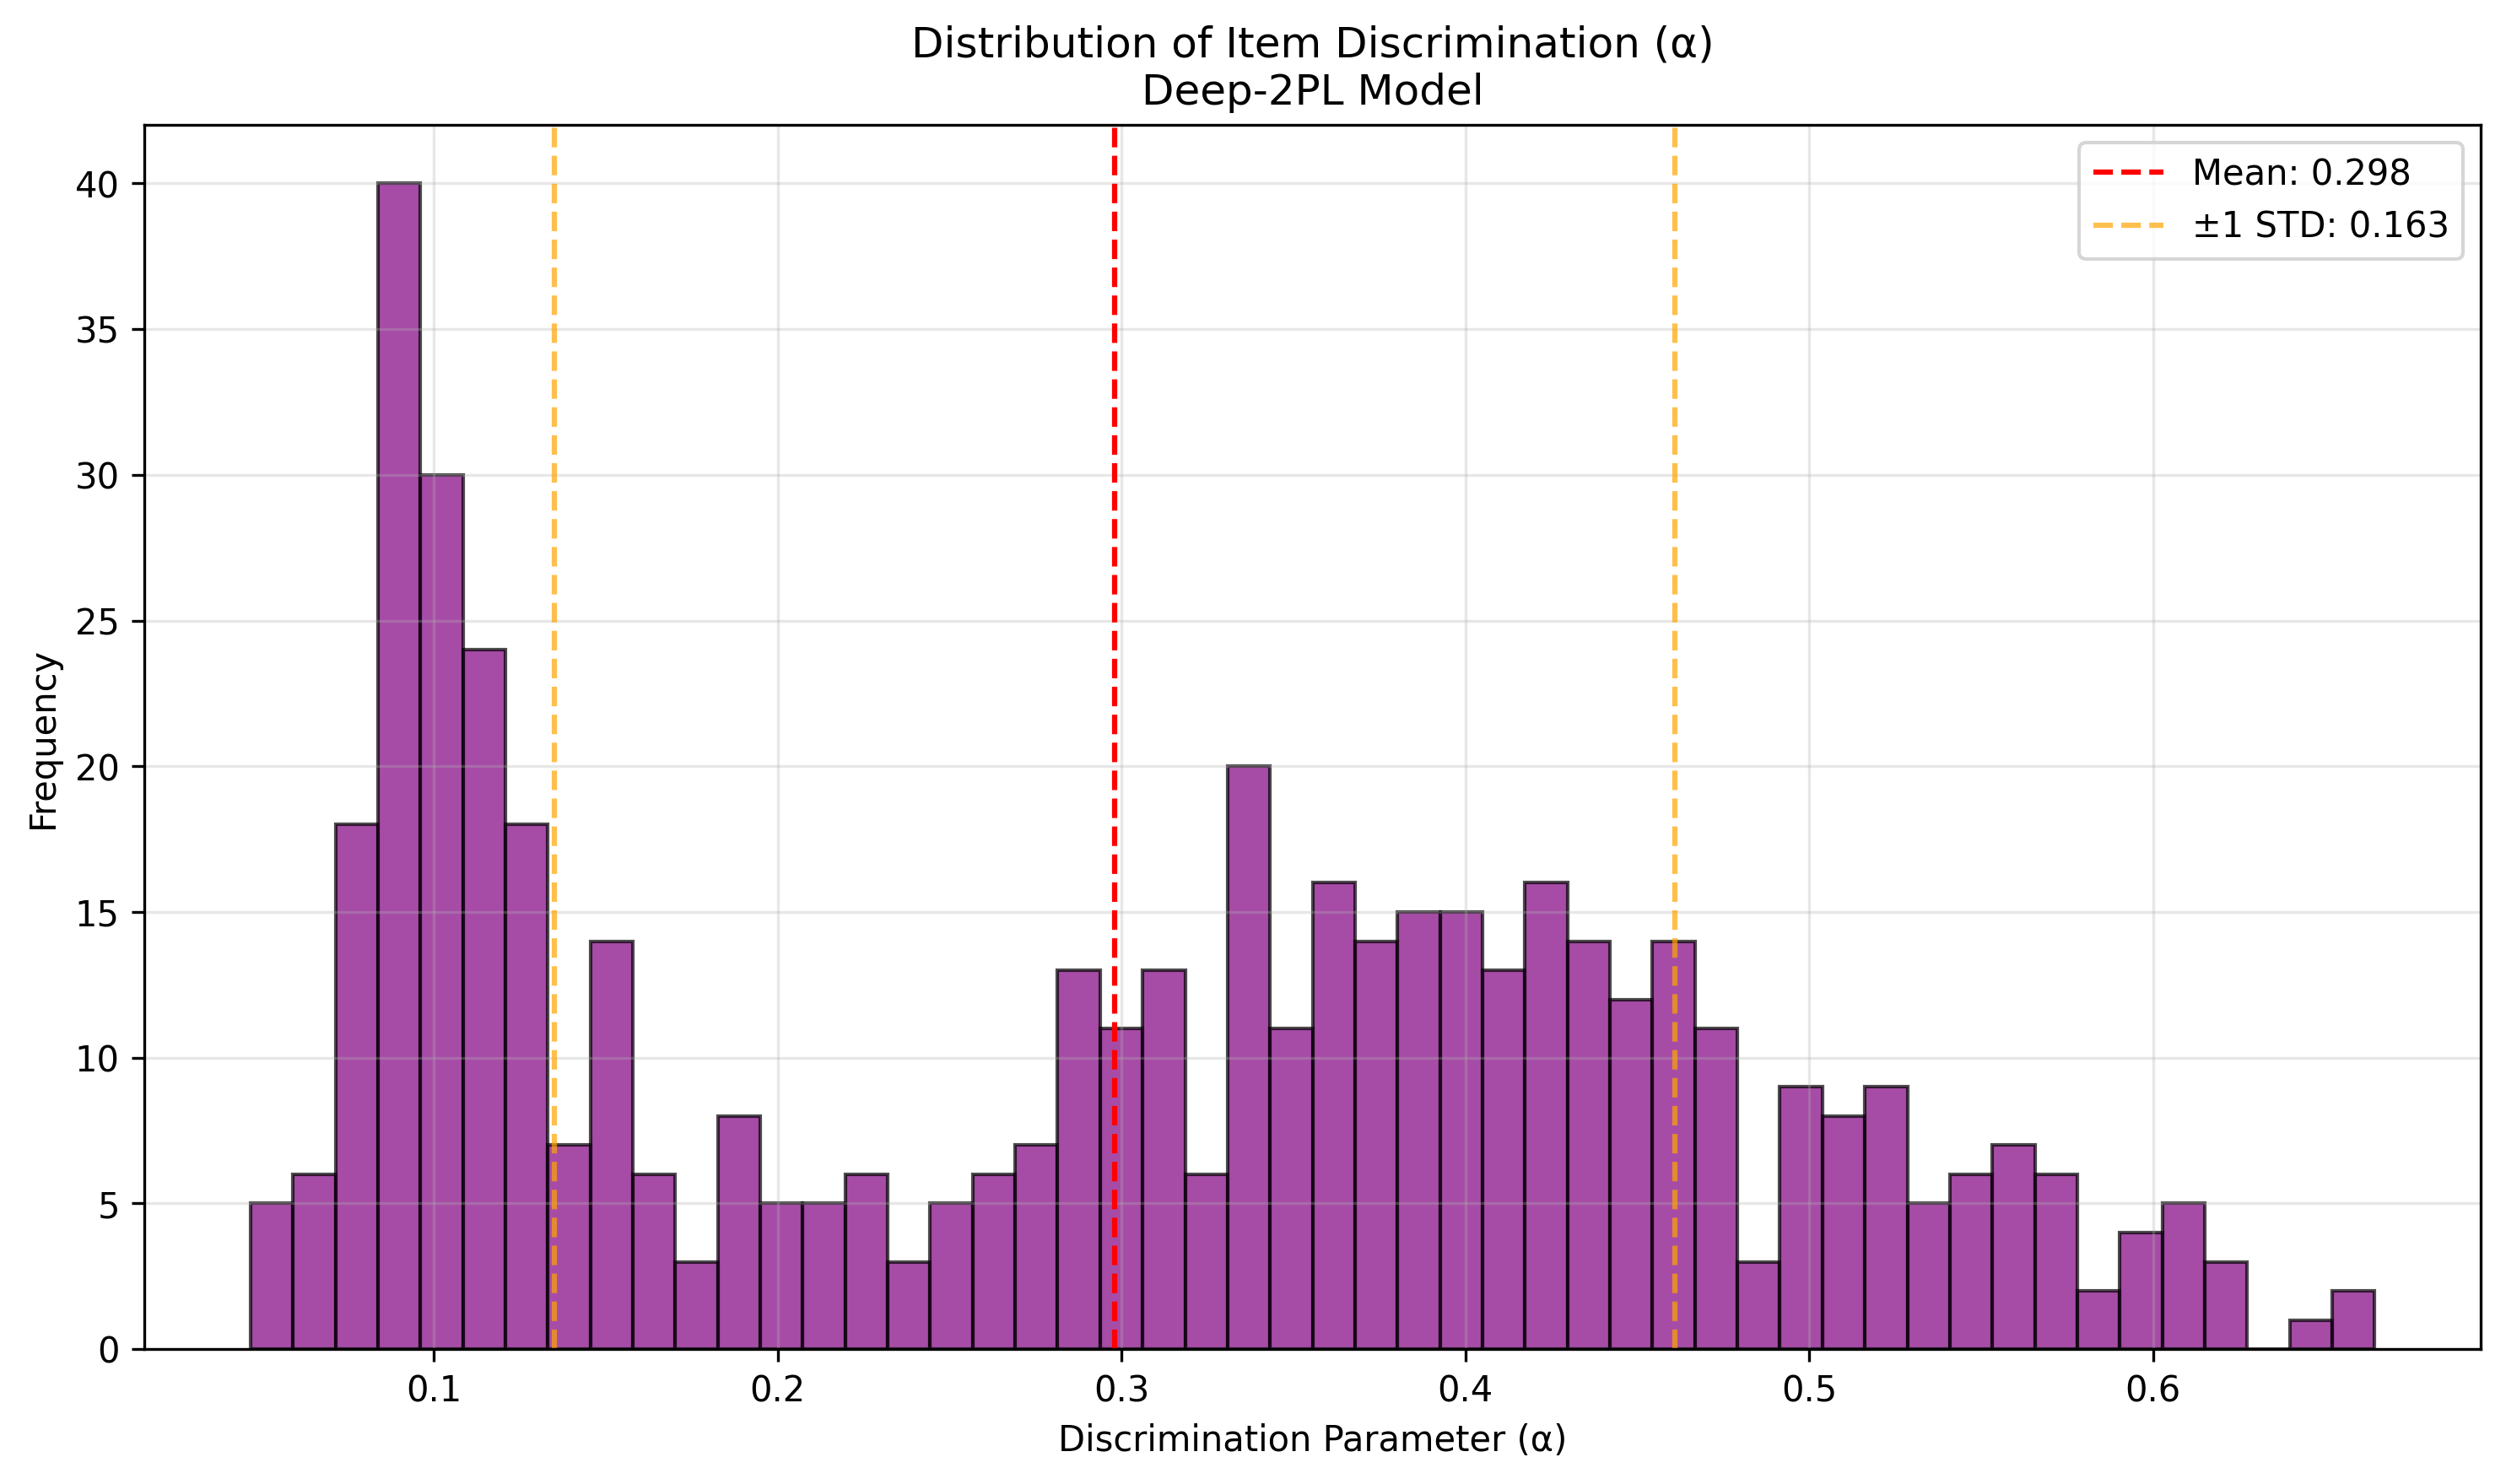 Distribution of Item Discrimination (α)
Deep-2PL Model
Mean: 0.298
±1 STD: 0.163
Frequency
40
35
30
25
20
15
10
5
0
0.1 0.2 0.3 0.4 0.5 0.6
Discrimination Parameter (α)